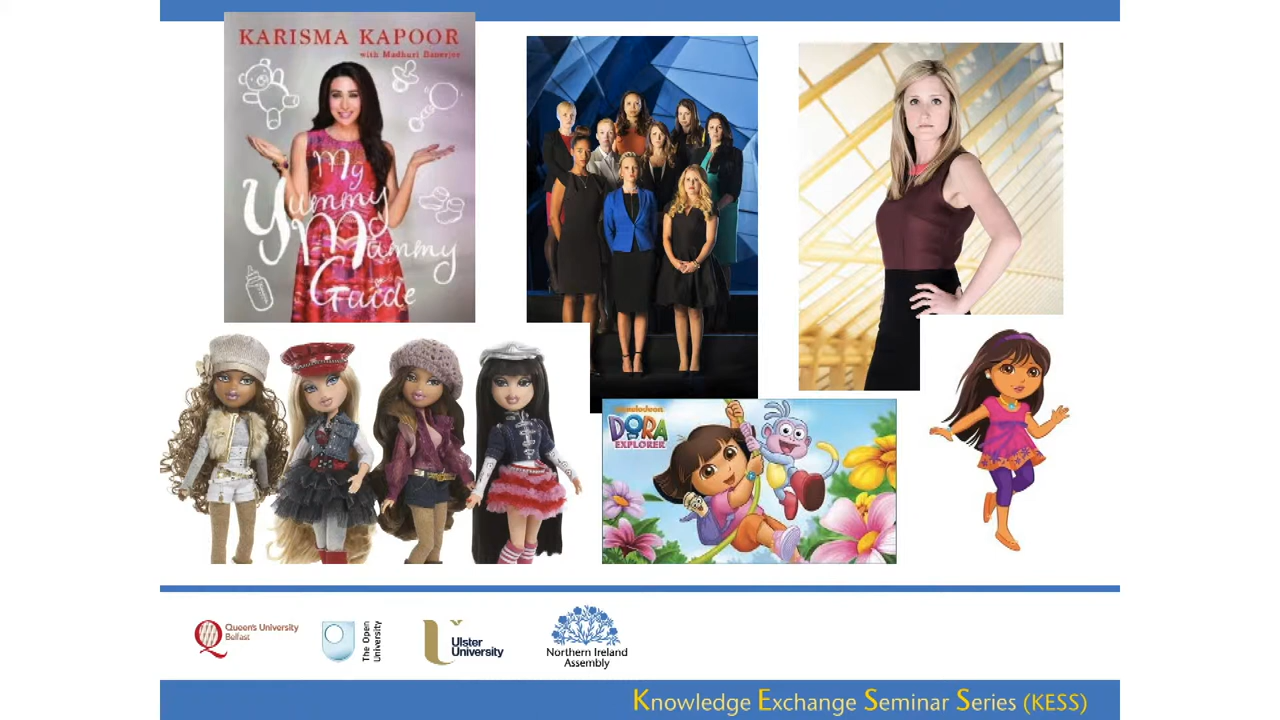 KARISMA KAPOOR
with Madhuri Banerjee
My
Yummy
Mummy
Guide
nickelodeon
DORA
the
EXPLORER
Queen's University
Belfast
The Open
University
Ulster
University
Northern Ireland
Assembly
Knowledge Exchange Seminar Series (KESS)